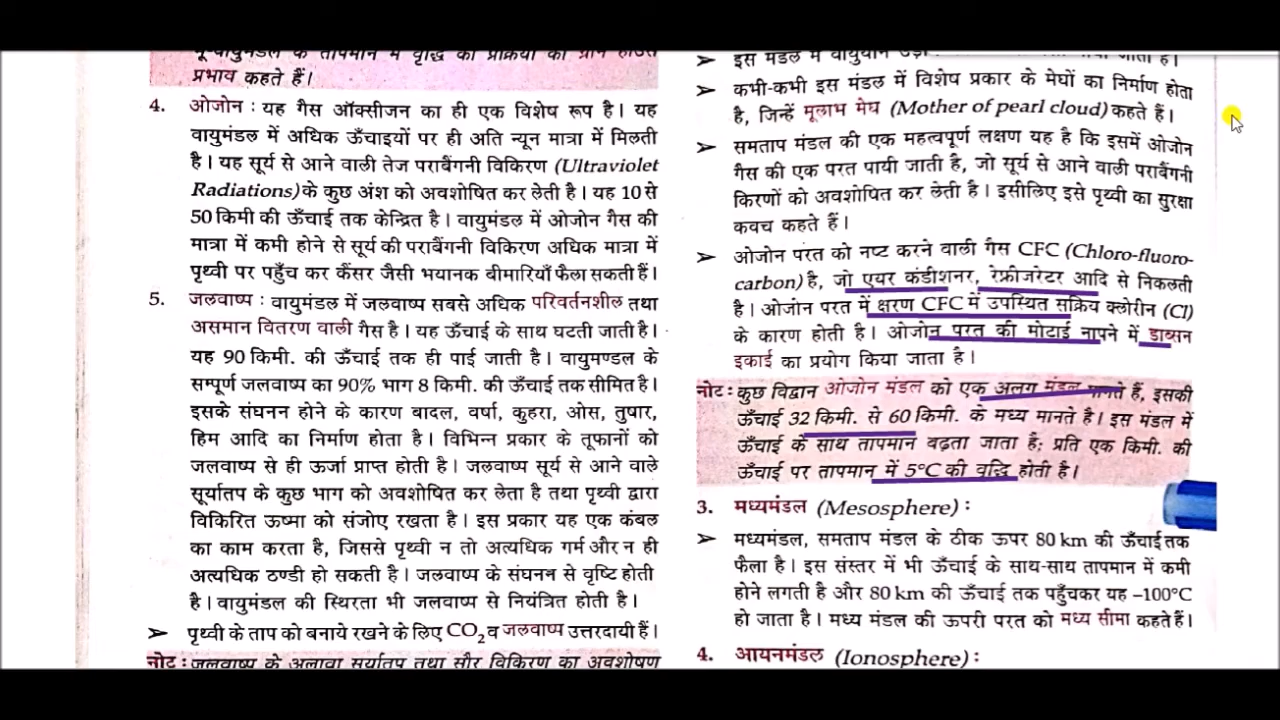 प्रभाव कहते हैं।
4. ओजोन : यह गैस ऑक्सीजन का ही एक विशेष रूप है। यह
वायुमंडल में अधिक ऊँचाइयों पर ही अति न्यून मात्रा में मिलती
है। यह सूर्य से आने वाली तेज पराबैंगनी विकिरण (Ultraviolet
Radiations) के कुछ अंश को अवशोषित कर लेती है। यह 10 से
50 किमी की ऊँचाई तक केन्द्रित है। वायुमंडल में ओजोन गैस की
मात्रा में कमी होने से सूर्य की पराबैंगनी विकिरण अधिक मात्रा में
पृथ्वी पर पहुँच कर कैंसर जैसी भयानक बीमारियाँ फैला सकती हैं।
5. जलवाष्प : वायुमंडल में जलवाष्प सबसे अधिक परिवर्तनशील तथा
असमान वितरण वाली गैस है। यह ऊँचाई के साथ घटती जाती है।
यह 90 किमी. की ऊँचाई तक ही पाई जाती है। वायुमण्डल के
सम्पूर्ण जलवाष्प का 90% भाग 8 किमी. की ऊँचाई तक सीमित है।
इसके संघनन होने के कारण बादल, वर्षा, कुहरा, ओस, तुषार,
हिम आदि का निर्माण होता है। विभिन्न प्रकार के तूफानों को
जलवाष्प से ही ऊर्जा प्राप्त होती है। जलवाष्प सूर्य से आने वाले
सूर्यातप के कुछ भाग को अवशोषित कर लेता है तथा पृथ्वी द्वारा
विकिरित ऊष्मा को संजोए रखता है। इस प्रकार यह एक कंबल
का काम करता है, जिससे पृथ्वी न तो अत्यधिक गर्म और न ही
अत्यधिक ठण्डी हो सकती है। जलवाष्प के संघनन से वृष्टि होती
है। वायुमंडल की स्थिरता भी जलवाष्प से नियंत्रित होती है।
➢ पृथ्वी के ताप को बनाये रखने के लिए CO₂ व जलवाष्प उत्तरदायी हैं।
नोट: जलवाष्प के अलावा सूर्यातप तथा सौर विकिरण का अवशोषण
➢ इस मंडल में वायुयान
➢ कभी-कभी इस मंडल में विशेष प्रकार के मेघों का निर्माण होता
है, जिन्हें मूलाभ मेघ (Mother of pearl cloud) कहते हैं।
➢ समताप मंडल की एक महत्वपूर्ण लक्षण यह है कि इसमें ओजोन
गैस की एक परत पायी जाती है, जो सूर्य से आने वाली पराबैंगनी
किरणों को अवशोषित कर लेती है। इसीलिए इसे पृथ्वी का सुरक्षा
कवच कहते हैं।
➢ ओजोन परत को नष्ट करने वाली गैस CFC (Chloro-fluoro-
carbon) है, जो एयर कंडीशनर, रेफ्रीजरेटर आदि से निकलती
है। ओजोन परत में क्षरण CFC में उपस्थित सक्रिय क्लोरीन (Cl)
के कारण होती है। ओजोन परत की मोटाई नापने में डाब्सन
इकाई का प्रयोग किया जाता है।
नोट: कुछ विद्वान ओजोन मंडल को एक अलग मंडल मानते हैं, इसकी
ऊँचाई 32 किमी. से 60 किमी. के मध्य मानते है। इस मंडल में
ऊँचाई के साथ तापमान बढ़ता जाता है; प्रति एक किमी. की
ऊँचाई पर तापमान में 5°C की वृद्धि होती है।
3. मध्यमंडल (Mesosphere) :
➢ मध्यमंडल, समताप मंडल के ठीक ऊपर 80 km की ऊँचाई तक
फैला है। इस संस्तर में भी ऊँचाई के साथ-साथ तापमान में कमी
होने लगती है और 80 km की ऊँचाई तक पहुँचकर यह –100°C
हो जाता है। मध्य मंडल की ऊपरी परत को मध्य सीमा कहते हैं।
4. आयनमंडल (Ionosphere) :